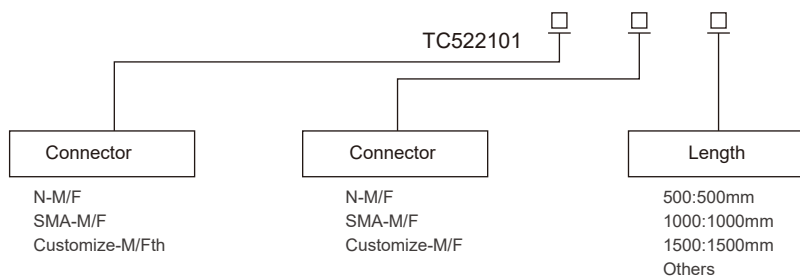 TC522101
Connector
N-M/F
SMA-M/F
Customize-M/Fth
Connector
N-M/F
SMA-M/F
Customize-M/F
Length
500:500mm
1000:1000mm
1500:1500mm
Others